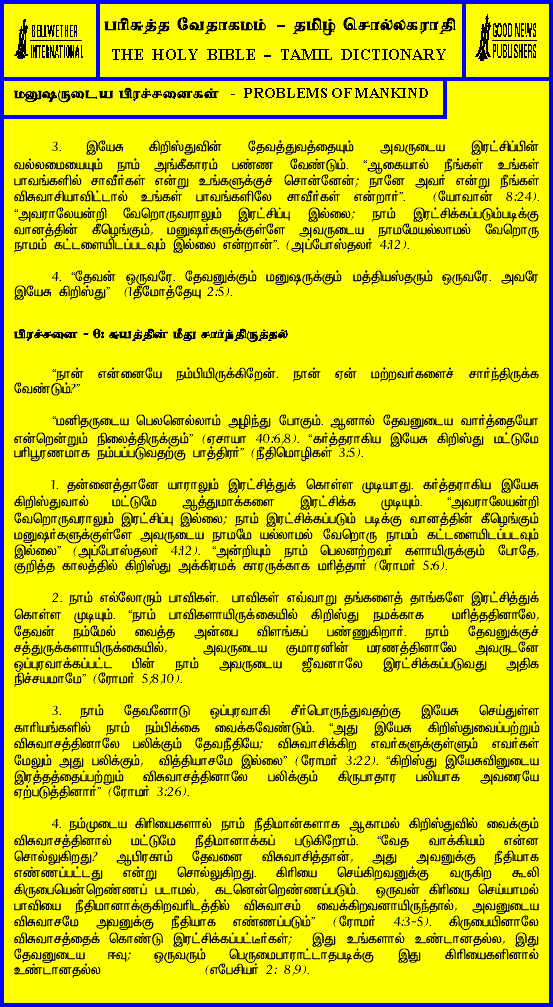 BELLWETHER INTERNATIONAL
பரிசுத்த வேதாகமம் – தமிழ் சொல்லகராதி
THE HOLY BIBLE – TAMIL DICTIONARY
GOOD NEWS PUBLISHERS
மனுஷருடைய பிரச்சனைகள் - PROBLEMS OF MANKIND
3. இயேசு கிறிஸ்துவின் தேவத்துவத்தையும் அவருடைய இரட்சிப்பின்
வல்லமையையும் நாம் அங்கீகாரம் பண்ண வேண்டும். “ஆகையால் நீங்கள் உங்கள்
பாவங்களில் சாவீர்கள் என்று உங்களுக்குச் சொன்னேன்; நானே அவர் என்று நீங்கள்
விசுவாசியாவிட்டால் உங்கள் பாவங்களிலே சாவீர்கள் என்றார்”. (யோவான் 8:24).
“அவராலேயன்றி வேறொருவராலும் இரட்சிப்பு இல்லை; நாம் இரட்சிக்கப்படும்படிக்கு
வானத்தின் கீழெங்கும், மனுஷர்களுக்குள்ளே அவருடைய நாமமேயல்லாமல் வேறொரு
நாமம் கட்டளையிடப்படவும் இல்லை என்றான்”. (அப்போஸ்தலர் 4:12).
4. “தேவன் ஒருவரே. தேவனுக்கும் மனுஷருக்கும் மத்தியஸ்தரும் ஒருவரே. அவரே
இயேசு கிறிஸ்து” (1தீமோத்தேயு 2:5).
பிரச்சனை - 6: சுயத்தின் மீது சார்ந்திருத்தல்
“நான் என்னையே நம்பியிருக்கிறேன். நான் ஏன் மற்றவர்களைச் சார்ந்திருக்க
வேண்டும்?”
“மனிதருடைய பெலனெல்லாம் அழிந்து போகும். ஆனால் தேவனுடைய வார்த்தையோ
என்றென்றும் நிலைத்திருக்கும்” (ஏசாயா 40:6,8). “கர்த்தராகிய இயேசு கிறிஸ்து மட்டுமே
பரிபூரணமாக நம்பப்படுவதற்கு பாத்திரர்” (நீதிமொழிகள் 3:5).
1. தன்னைத்தானே யாராலும் இரட்சித்துக் கொள்ள முடியாது. கர்த்தராகிய இயேசு
கிறிஸ்துவால் மட்டுமே ஆத்துமாக்களை இரட்சிக்க முடியும். “அவராலேயன்றி
வேறொருவராலும் இரட்சிப்பு இல்லை; நாம் இரட்சிக்கப்படும் படிக்கு வானத்தின் கீழெங்கும்
மனுஷர்களுக்குள்ளே அவருடைய நாமமே யல்லாமல் வேறொரு நாமம் கட்டளையிடப்படவும்
இல்லை” (அப்போஸ்தலர் 4:12). “அன்றியும் நாம் பெலனற்றவர் களாயிருக்கும் போதே,
குறித்த காலத்தில் கிறிஸ்து அக்கிரமக் காரருக்காக மரித்தார் (ரோமர் 5:6).
2. நாம் எல்லோரும் பாவிகள். பாவிகள் எவ்வாறு தங்களைத் தாங்களே இரட்சித்துக்
கொள்ள முடியும். “நாம் பாவிகளாயிருக்கையில் கிறிஸ்து நமக்காக மரித்ததினாலே,
தேவன் நம்மேல் வைத்த அன்பை விளங்கப் பண்ணுகிறார். நாம் தேவனுக்குச்
சத்துருக்களாயிருக்கையில், அவருடைய குமாரனின் மரணத்தினாலே அவருடனே
ஒப்புரவாக்கப்பட்ட பின் நாம் அவருடைய ஜீவனாலே இரட்சிக்கப்படுவது அதிக
நிச்சயமாமே” (ரோமர் 5;8,10).
3. நாம் தேவனோடு ஒப்புரவாகி சீர்பொருந்துவதற்கு இயேசு செய்துள்ள
காரியங்களில் நாம் நம்பிக்கை வைக்கவேண்டும். “அது இயேசு கிறிஸ்துவைப்பற்றும்
விசுவாசத்தினாலே பலிக்கும் தேவநீதியே; விசுவாசிக்கிற எவர்களுக்குள்ளும் எவர்கள்
மேலும் அது பலிக்கும், வித்தியாசமே இல்லை” (ரோமர் 3:22). “கிறிஸ்து இயேசுவினுடைய
இரத்தத்தைப்பற்றும் விசுவாசத்தினாலே பலிக்கும் கிருபாதார பலியாக அவரையே
ஏற்படுத்தினார்” (ரோமர் 3:26).
4. நம்முடைய கிரியைகளால் நாம் நீதிமான்களாக ஆகாமல் கிறிஸ்துவில் வைக்கும்
விசுவாசத்தினால் மட்டுமே நீதிமானாக்கப் படுகிறோம். “வேத வாக்கியம் என்ன
சொல்லுகிறது? ஆபிரகாம் தேவனை விசுவாசித்தான், அது அவனுக்கு நீதியாக
எண்ணப்பட்டது என்று சொல்லுகிறது. கிரியை செய்கிறவனுக்கு வருகிற கூலி
கிருபையென்றெண்ணப் படாமல், கடனென்றெண்ணப்படும். ஒருவன் கிரியை செய்யாமல்
பாவியை நீதிமானாக்குகிறவரிடத்தில் விசுவாசம் வைக்கிறவனாயிருந்தால், அவனுடைய
விசுவாசமே அவனுக்கு நீதியாக எண்ணப்படும்” (ரோமர் 4:3-5). கிருபையினாலே
விசுவாசத்தைக் கொண்டு இரட்சிக்கப்பட்டீர்கள்; இது உங்களால் உண்டானதல்ல, இது
தேவனுடைய ஈவு; ஒருவரும் பெருமைபாராட்டாதபடிக்கு இது கிரியைகளினால்
உண்டானதல்ல (எபேசியர் 2: 8,9).